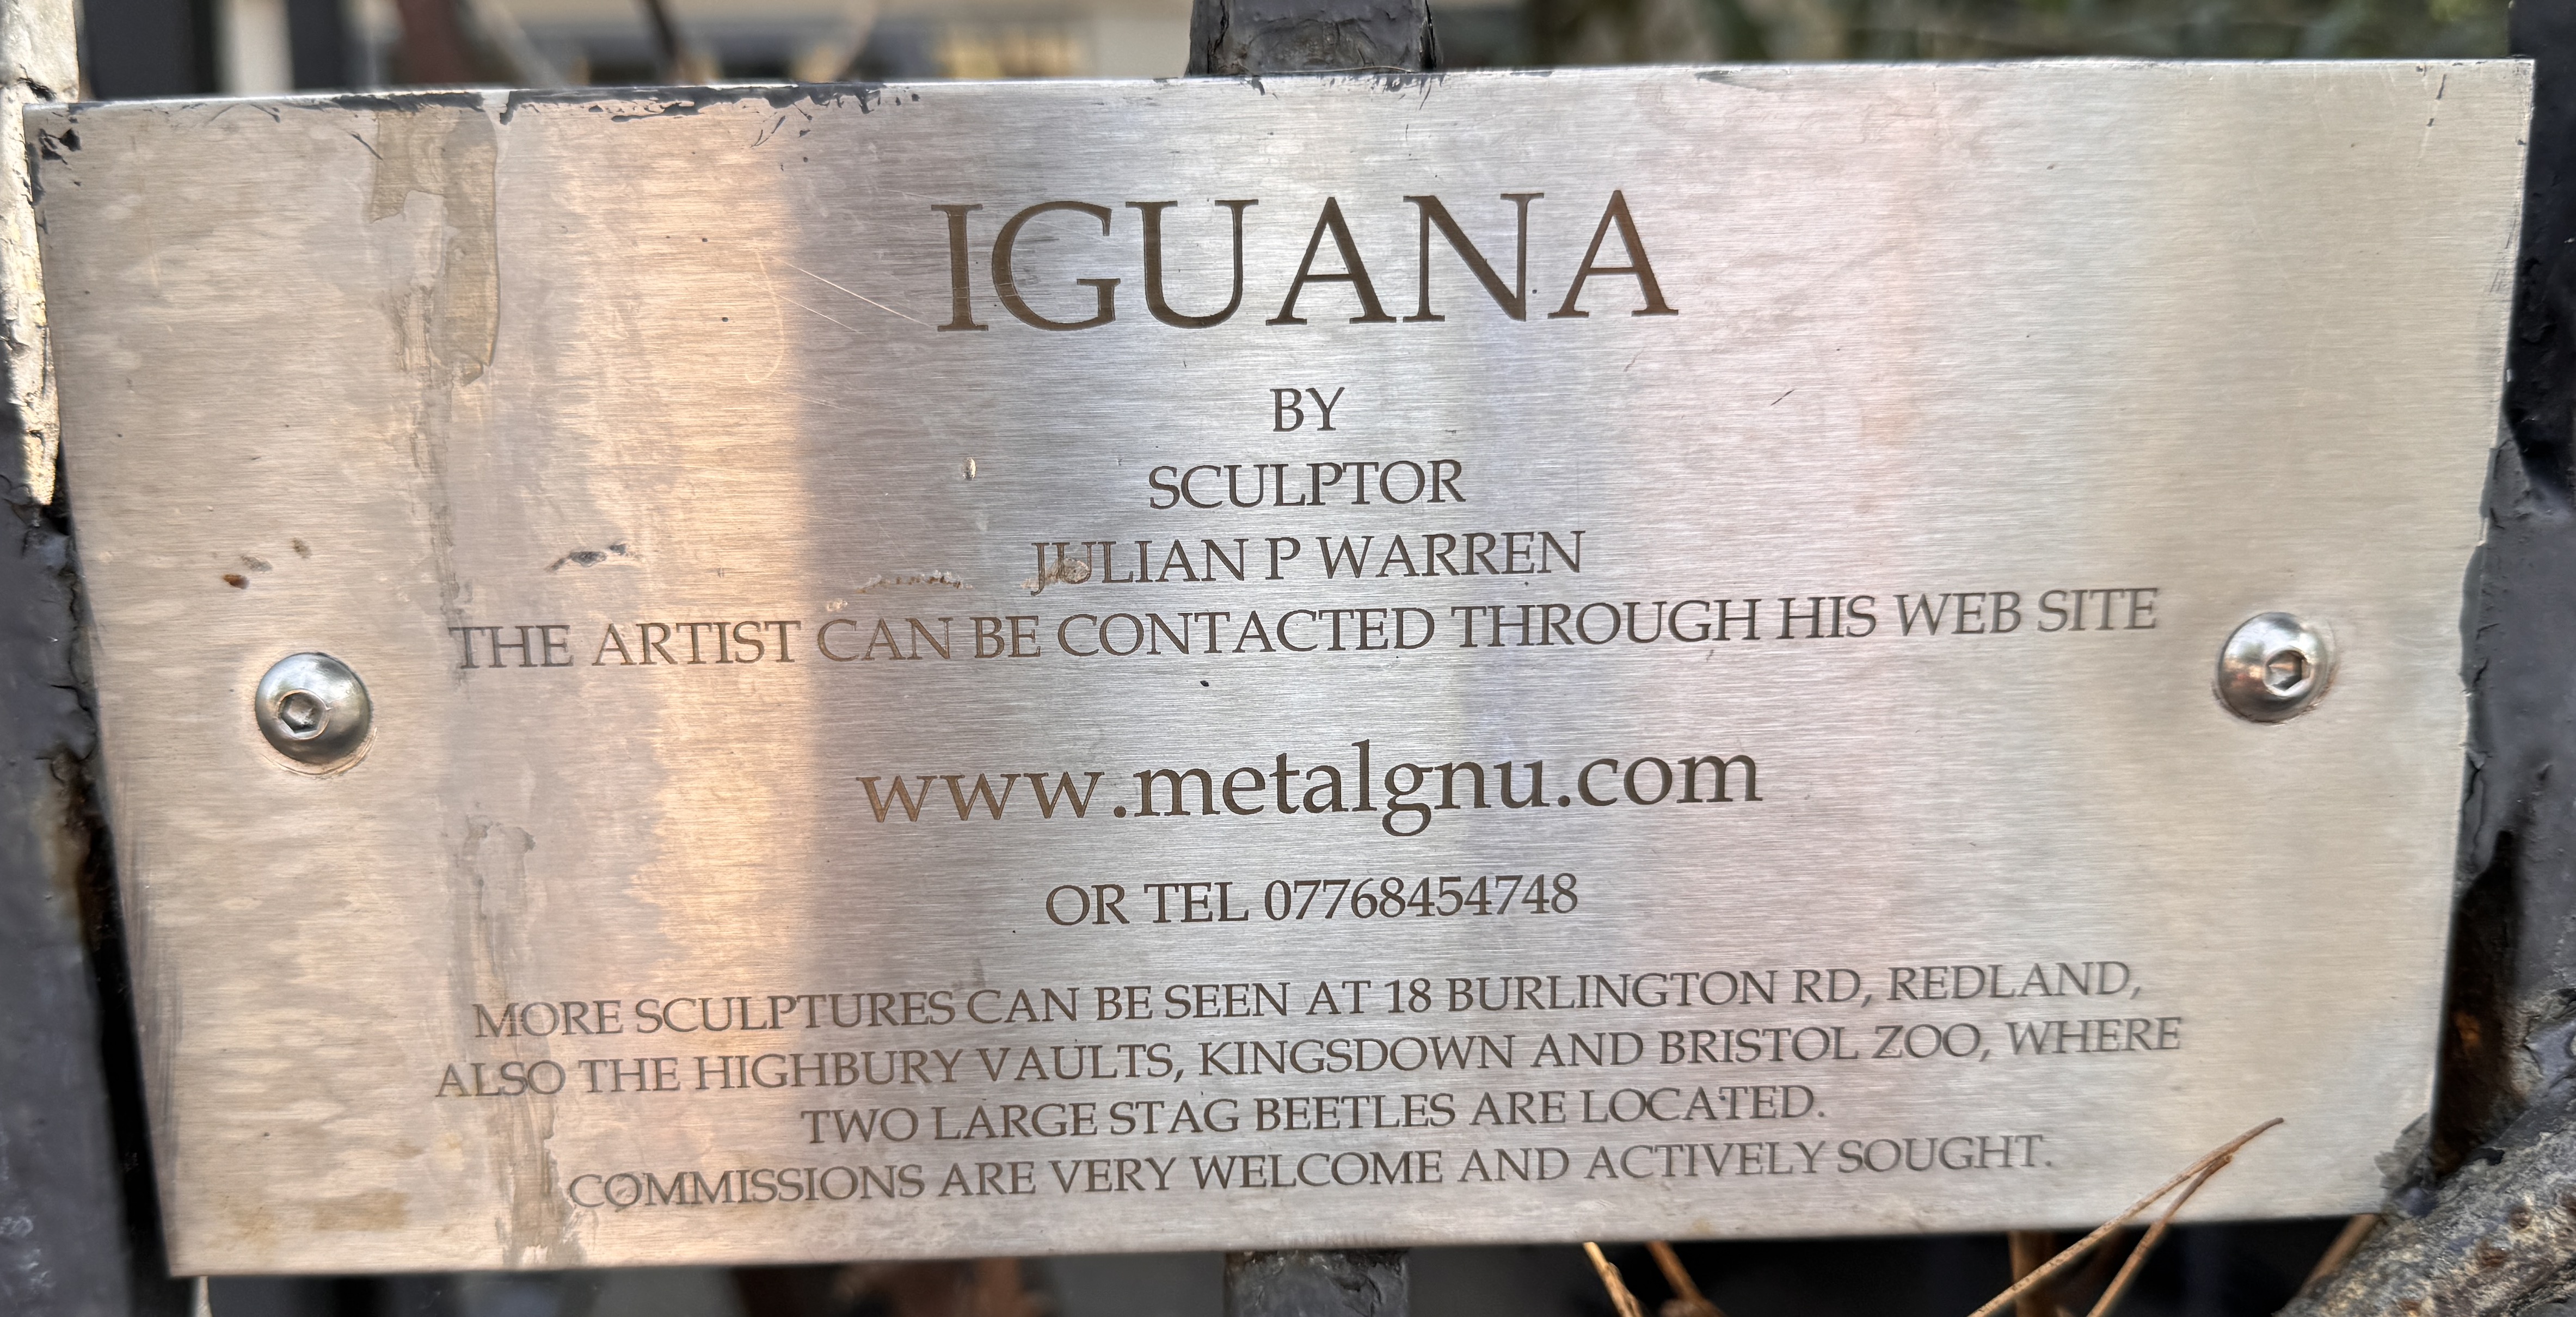 IGUANA
BY
SCULPTOR
JULIAN P WARREN
THE ARTIST CAN BE CONTACTED THROUGH HIS WEB SITE
www.metalgnu.com
OR TEL 07768454748
MORE SCULPTURES CAN BE SEEN AT 18 BURLINGTON RD, REDLAND,
ALSO THE HIGHBURY VAULTS, KINGSDOWN AND BRISTOL ZOO, WHERE
TWO LARGE STAG BEETLES ARE LOCATED.
COMMISSIONS ARE VERY WELCOME AND ACTIVELY SOUGHT.